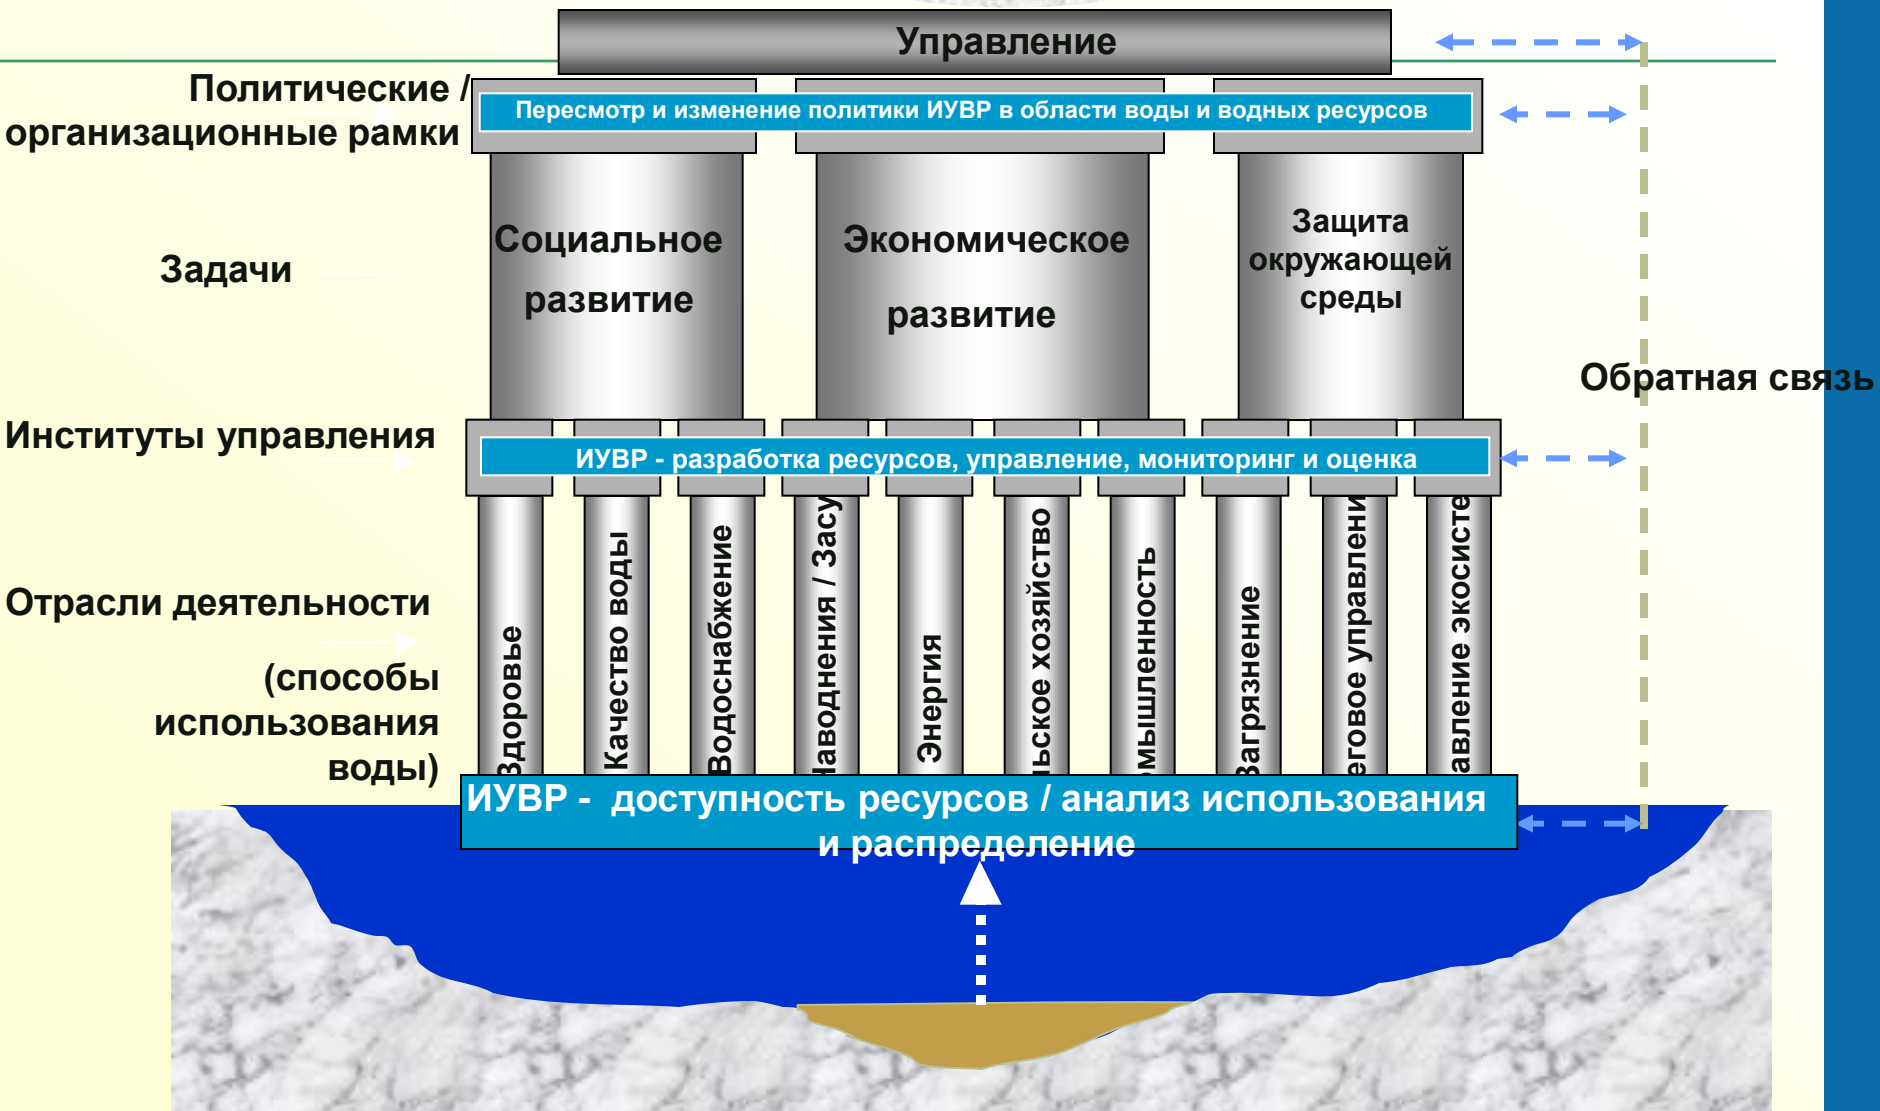 Управление
Политические /
организационные рамки
Пересмотр и изменение политики ИУВР в области воды и водных ресурсов
Задачи
Социальное
развитие
Экономическое
развитие
Защита
окружающей
среды
Обратная связь
Институты управления
ИУВР - разработка ресурсов, управление, мониторинг и оценка
Отрасли деятельности
(способы
использования
воды)
Здоровье
Качество воды
Водоснабжение
Наводнения /
Энергия
хозяйство
Загрязнение
ИУВР - доступность ресурсов / анализ использования
и распределение